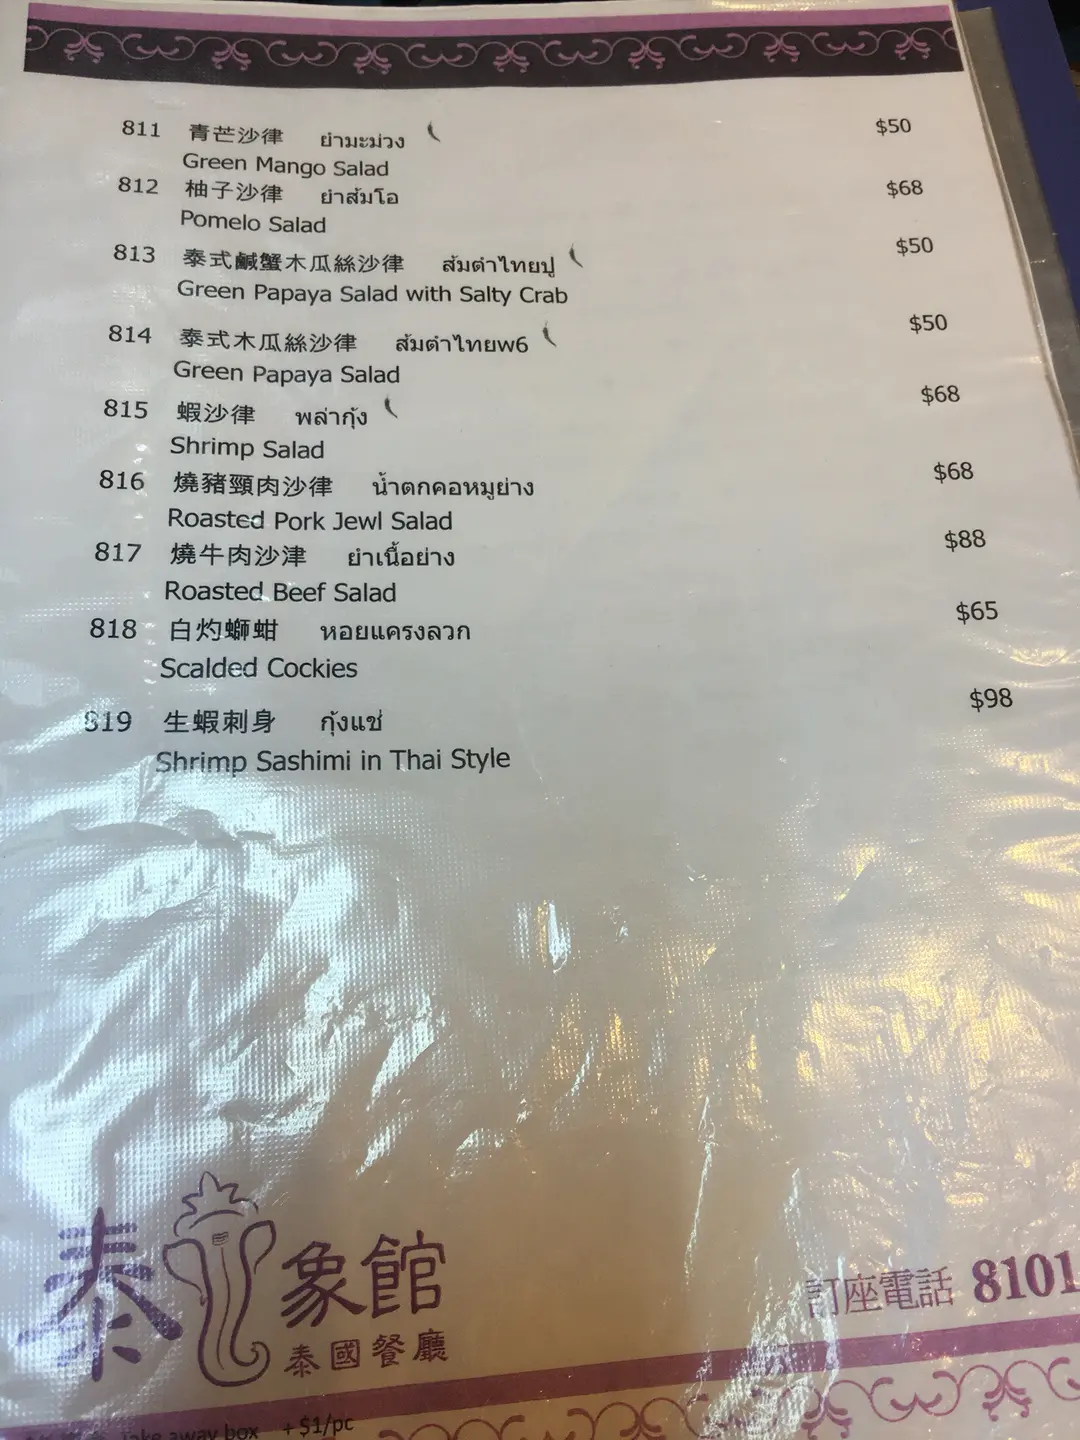 811 青芒沙律 ยำมะม่วง $50
Green Mango Salad
812 柚子沙律 ยำส้มโอ $68
Pomelo Salad
813 泰式鹹蟹木瓜絲沙律 ส้มตำไทยปู $50
Green Papaya Salad with Salty Crab
814 泰式木瓜絲沙律 ส้มตำไทยw6 $50
Green Papaya Salad
815 蝦沙律 พล่ากุ้ง $68
Shrimp Salad
816 燒豬頸肉沙律 น้ำตกคอหมูย่าง $68
Roasted Pork Jewl Salad
817 燒牛肉沙津 ยำเนื้อย่าง $88
Roasted Beef Salad
818 白灼螄蚶 หอยแครงลวก $65
Scalded Cockies
819 生蝦刺身 กุ้งแช่ $98
Shrimp Sashimi in Thai Style
泰象館
泰國餐廳
訂座電話 8101
Take away box +$1/pc